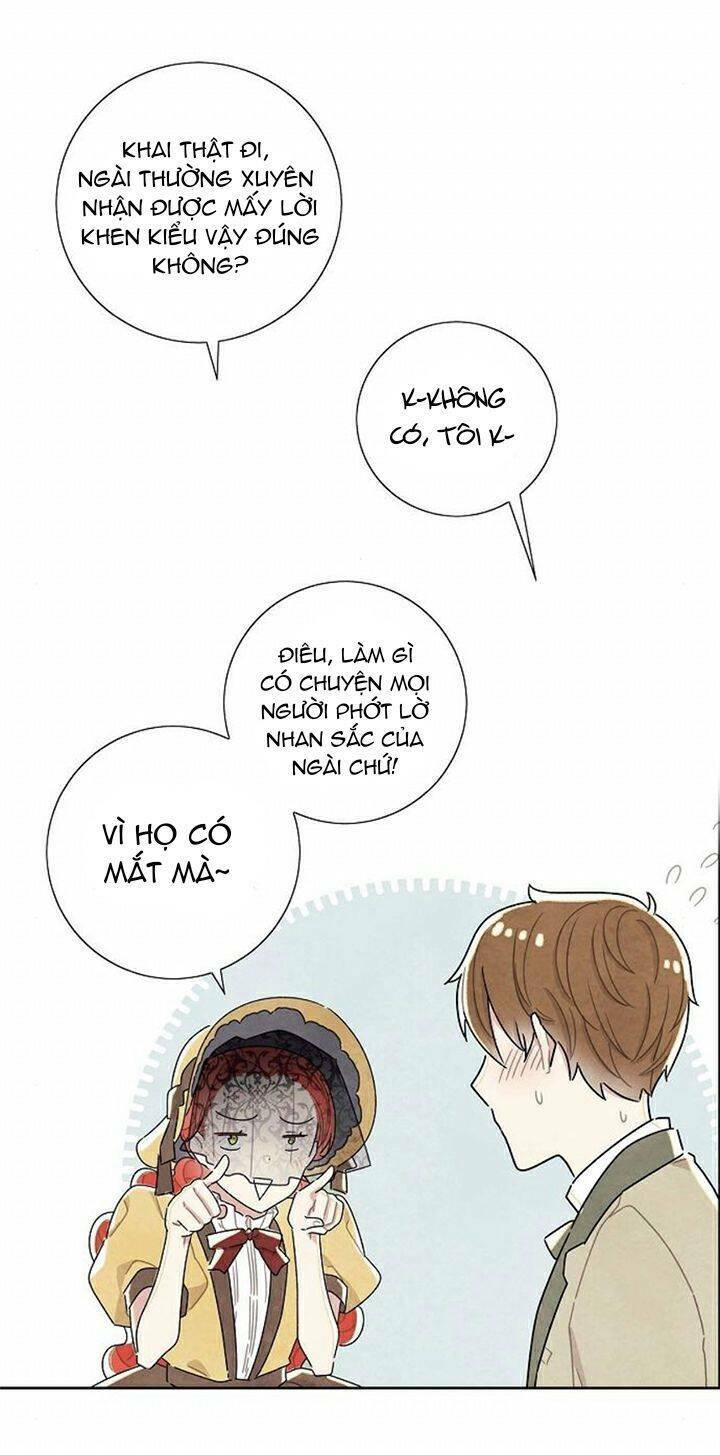 KHAI THẬT ĐI,
NGÀI THƯỜNG XUYÊN
NHẬN ĐƯỢC MẤY LỜI
KHEN KIỂU VẬY ĐÚNG
KHÔNG?
K-KHÔNG
CÓ, TÔI K-
ĐIÊU, LÀM GÌ
CÓ CHUYỆN MỌI
NGƯỜI PHỚT LỜ
NHAN SẮC CỦA
NGÀI CHỨ!
VÌ HỌ CÓ
MẮT MÀ~